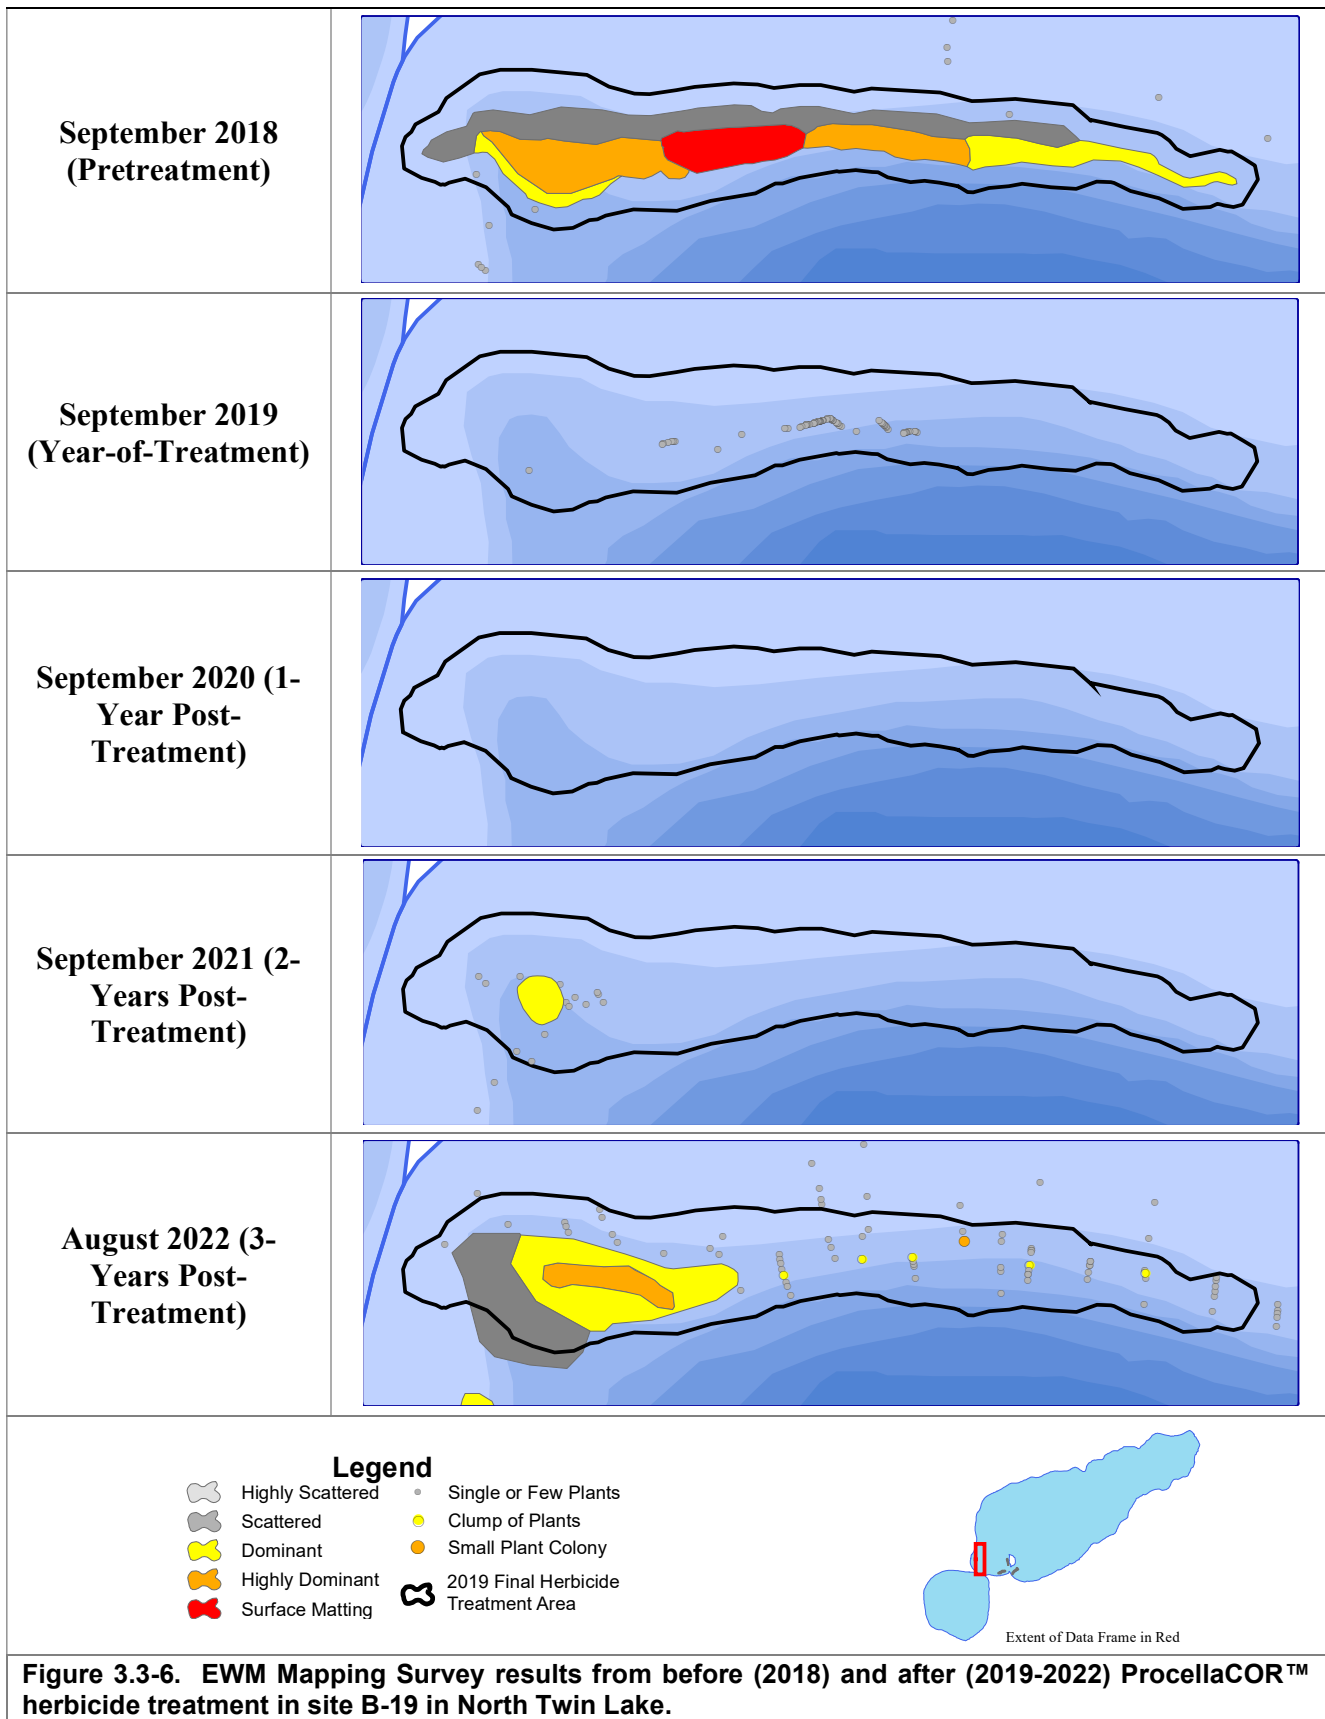 September 2018
(Pretreatment)
September 2019
(Year-of-Treatment)
September 2020 (1-
Year Post-
Treatment)
September 2021 (2-
Years Post-
Treatment)
August 2022 (3-
Years Post-
Treatment)
Legend
Highly Scattered
Scattered
Dominant
Highly Dominant
Surface Matting
Single or Few Plants
Clump of Plants
Small Plant Colony
2019 Final Herbicide
Treatment Area
Extent of Data Frame in Red
Figure 3.3-6. EWM Mapping Survey results from before (2018) and after (2019-2022) ProcellaCOR™
herbicide treatment in site B-19 in North Twin Lake.